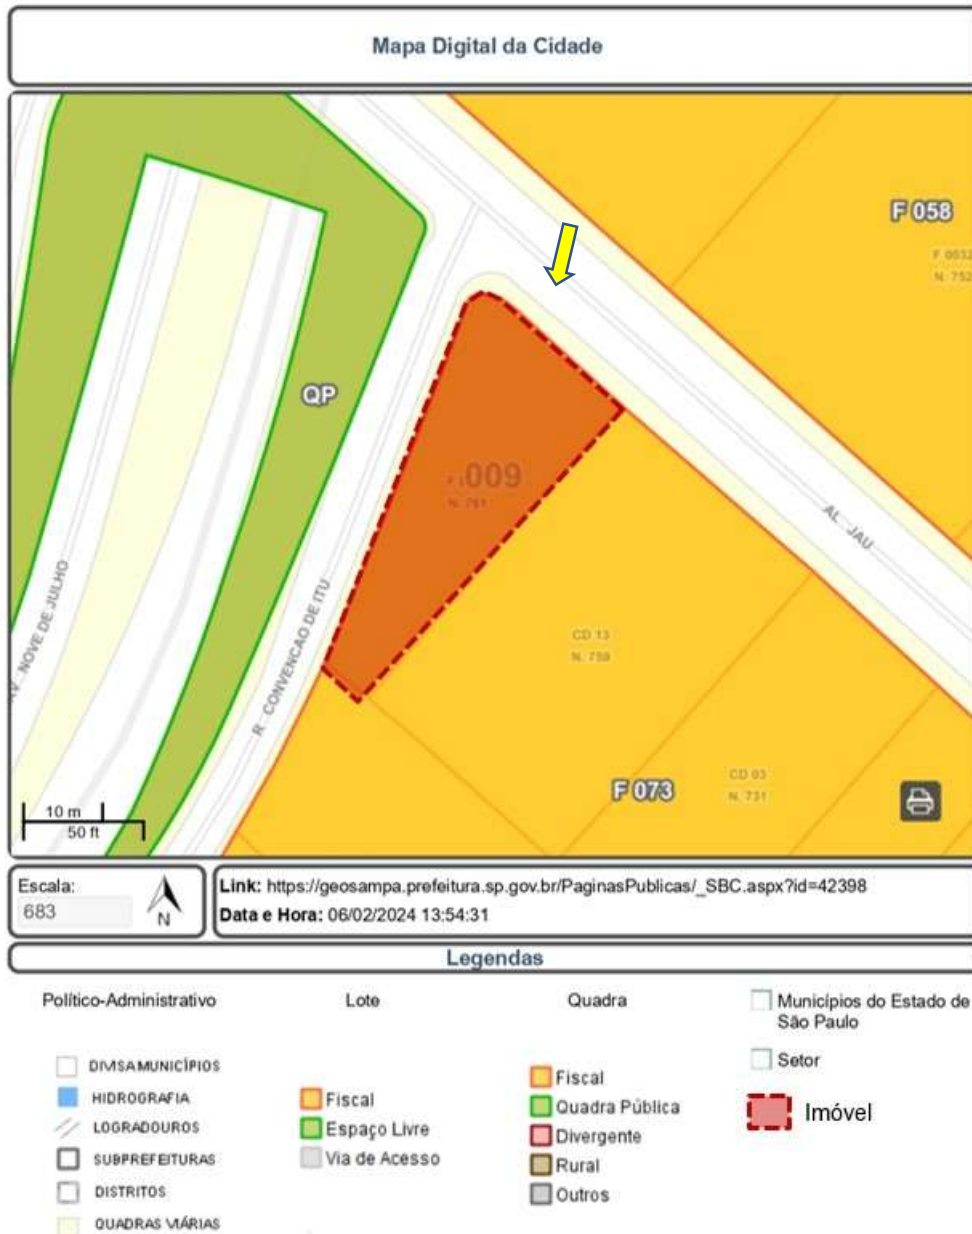 Mapa Digital da Cidade
F 058
F 0032
N. 752
QP
009
N. 761
AV NOVE DE JULHO
R CONVENCAO DE ITU
AL JAU
CD 13
N. 759
F 073
CD 03
N. 731
10 m
50 ft
Escala:
683
N
Link: https://geosampa.prefeitura.sp.gov.br/PaginasPublicas/_SBC.aspx?id=42398
Data e Hora: 06/02/2024 13:54:31
Legendas
Político-Administrativo
DIVISA MUNICÍPIOS
HIDROGRAFIA
LOGRADOUROS
SUBPREFEITURAS
DISTRITOS
QUADRAS VIÁRIAS
Lote
Fiscal
Espaço Livre
Via de Acesso
Quadra
Fiscal
Quadra Pública
Divergente
Rural
Outros
Municípios do Estado de
São Paulo
Setor
Imóvel